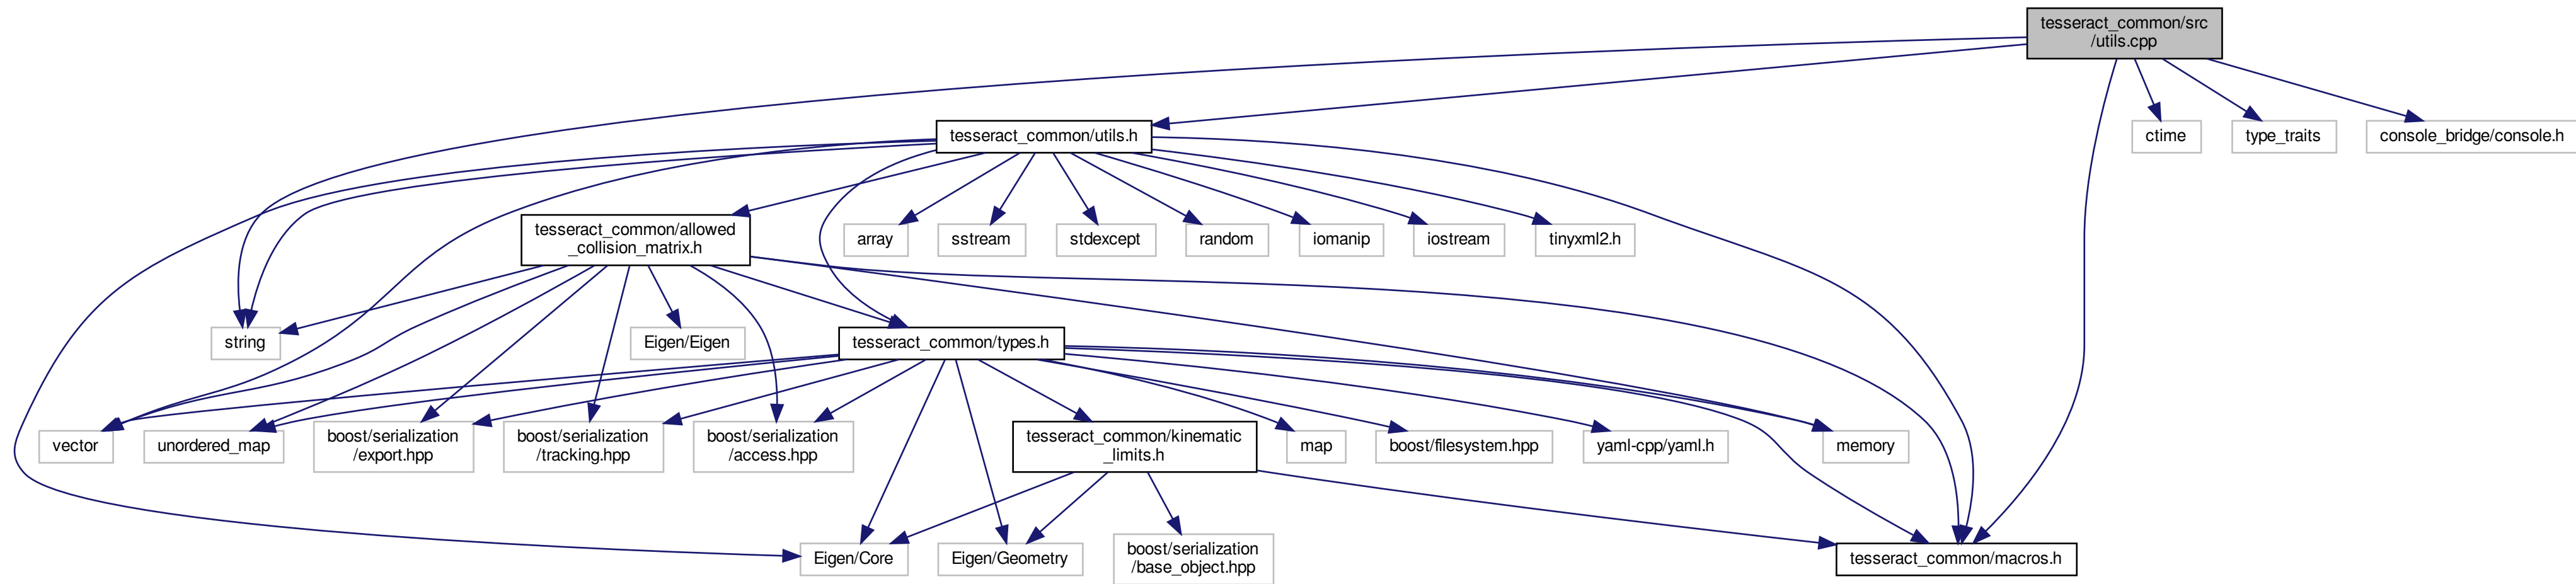 tesseract_common/src
/utils.cpp
tesseract_common/utils.h
ctime
type_traits
console_bridge/console.h
tesseract_common/allowed
_collision_matrix.h
array
sstream
stdexcept
random
iomanip
iostream
tinyxml2.h
string
Eigen/Eigen
tesseract_common/types.h
vector
unordered_map
boost/serialization
/export.hpp
boost/serialization
/tracking.hpp
boost/serialization
/access.hpp
tesseract_common/kinematic
_limits.h
map
boost/filesystem.hpp
yaml-cpp/yaml.h
memory
Eigen/Core
Eigen/Geometry
boost/serialization
/base_object.hpp
tesseract_common/macros.h